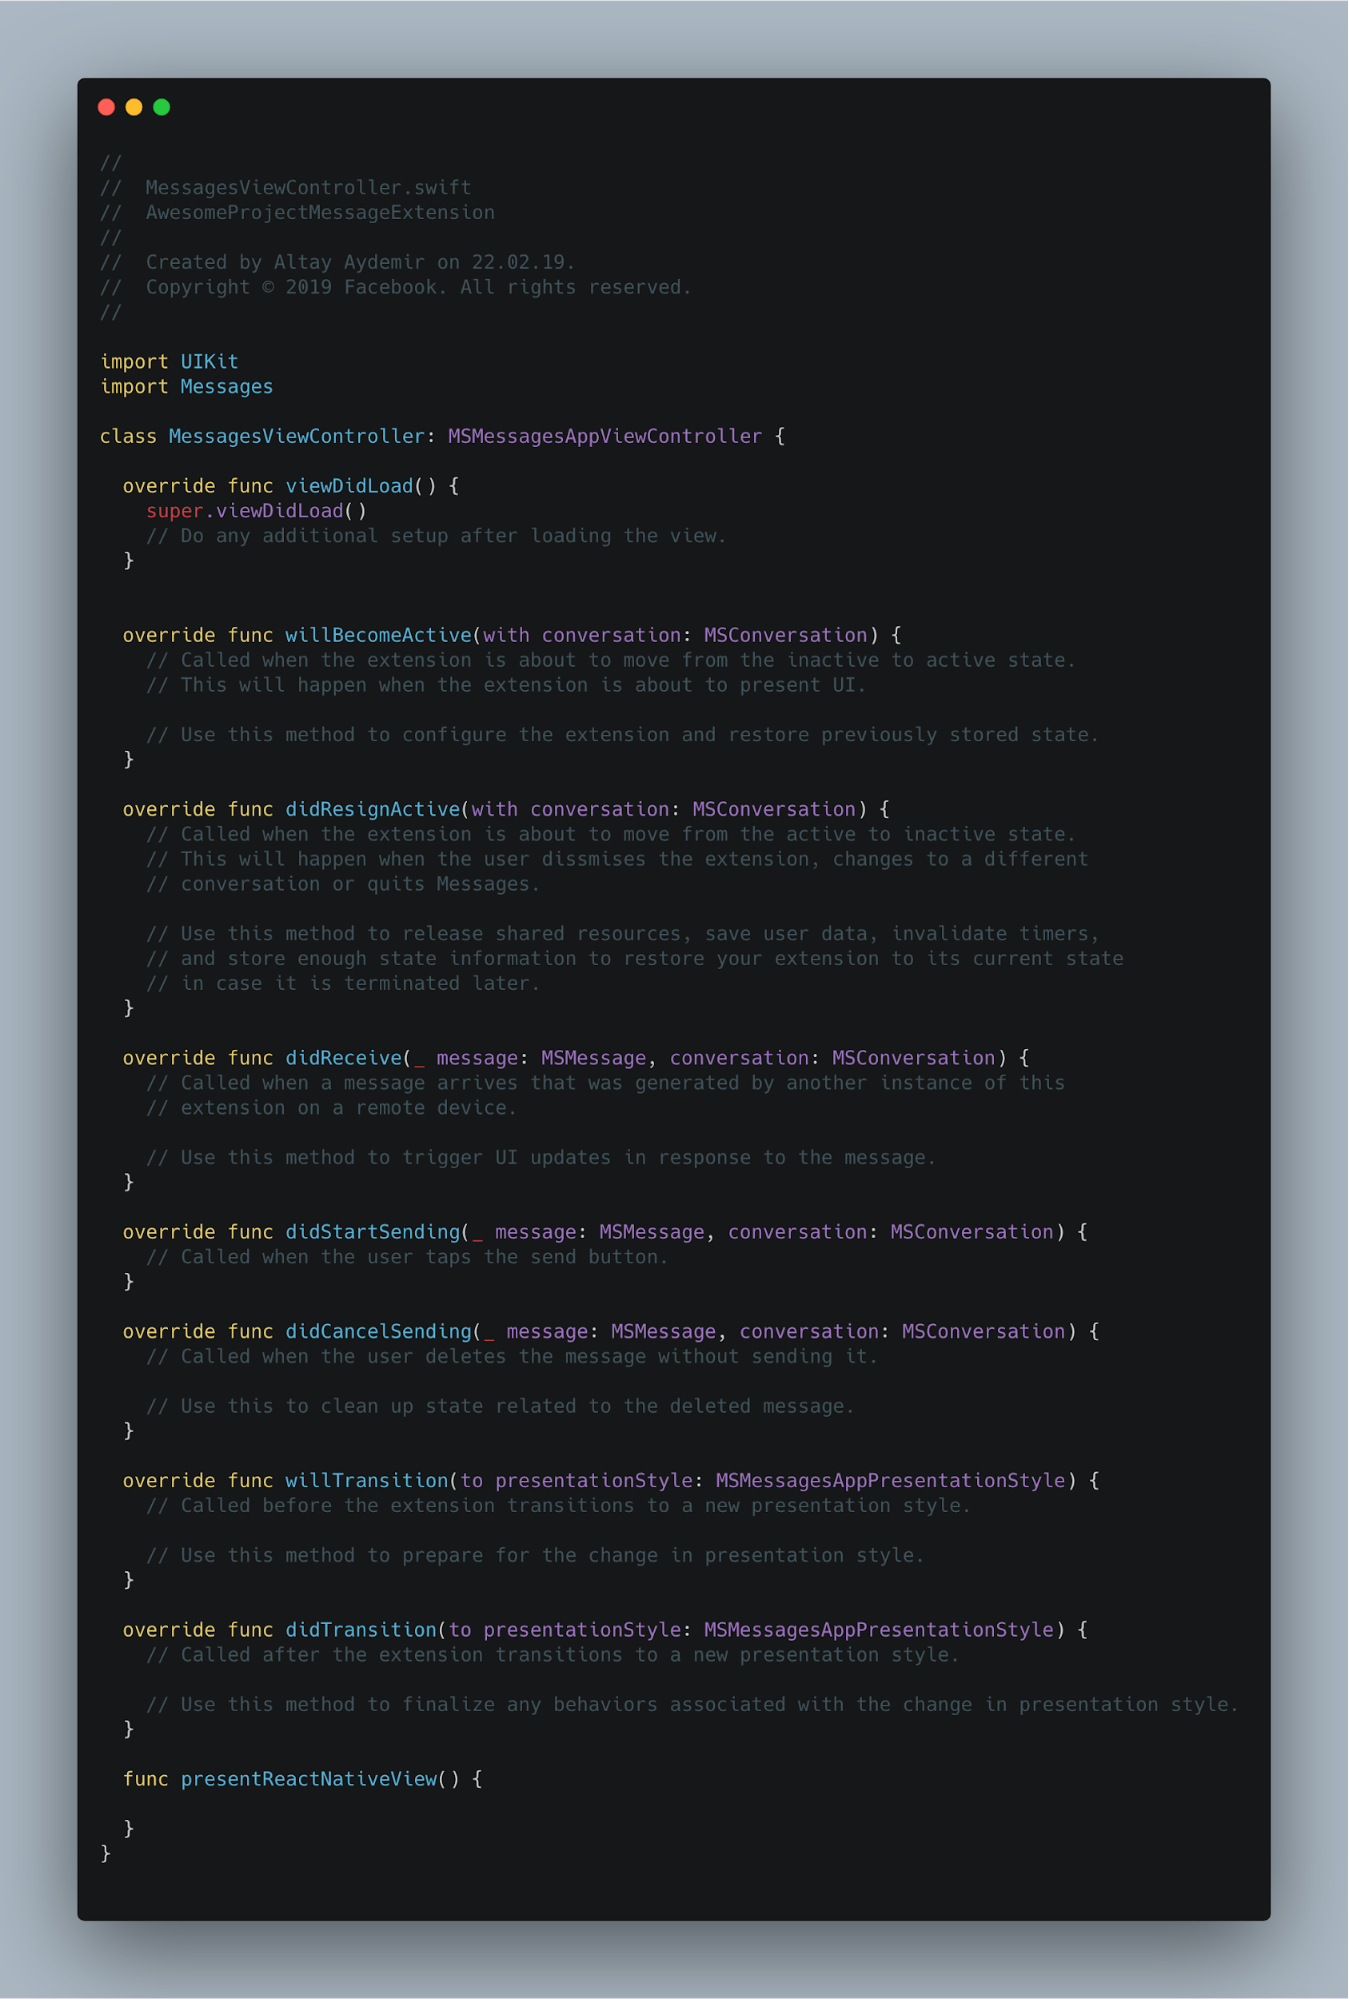 //
//  MessagesViewController.swift
//  AwesomeProjectMessageExtension
//
//  Created by Altay Aydemir on 22.02.19.
//  Copyright © 2019 Facebook. All rights reserved.
//

import UIKit
import Messages

class MessagesViewController: MSMessagesAppViewController {

  override func viewDidLoad() {
    super.viewDidLoad()
    // Do any additional setup after loading the view.
  }


  override func willBecomeActive(with conversation: MSConversation) {
    // Called when the extension is about to move from the inactive to active state.
    // This will happen when the extension is about to present UI.

    // Use this method to configure the extension and restore previously stored state.
  }

  override func didResignActive(with conversation: MSConversation) {
    // Called when the extension is about to move from the active to inactive state.
    // This will happen when the user dissmises the extension, changes to a different
    // conversation or quits Messages.

    // Use this method to release shared resources, save user data, invalidate timers,
    // and store enough state information to restore your extension to its current state
    // in case it is terminated later.
  }

  override func didReceive(_ message: MSMessage, conversation: MSConversation) {
    // Called when a message arrives that was generated by another instance of this
    // extension on a remote device.

    // Use this method to trigger UI updates in response to the message.
  }

  override func didStartSending(_ message: MSMessage, conversation: MSConversation) {
    // Called when the user taps the send button.
  }

  override func didCancelSending(_ message: MSMessage, conversation: MSConversation) {
    // Called when the user deletes the message without sending it.

    // Use this to clean up state related to the deleted message.
  }

  override func willTransition(to presentationStyle: MSMessagesAppPresentationStyle) {
    // Called before the extension transitions to a new presentation style.

    // Use this method to prepare for the change in presentation style.
  }

  override func didTransition(to presentationStyle: MSMessagesAppPresentationStyle) {
    // Called after the extension transitions to a new presentation style.

    // Use this method to finalize any behaviors associated with the change in presentation style.
  }

  func presentReactNativeView() {

  }
}